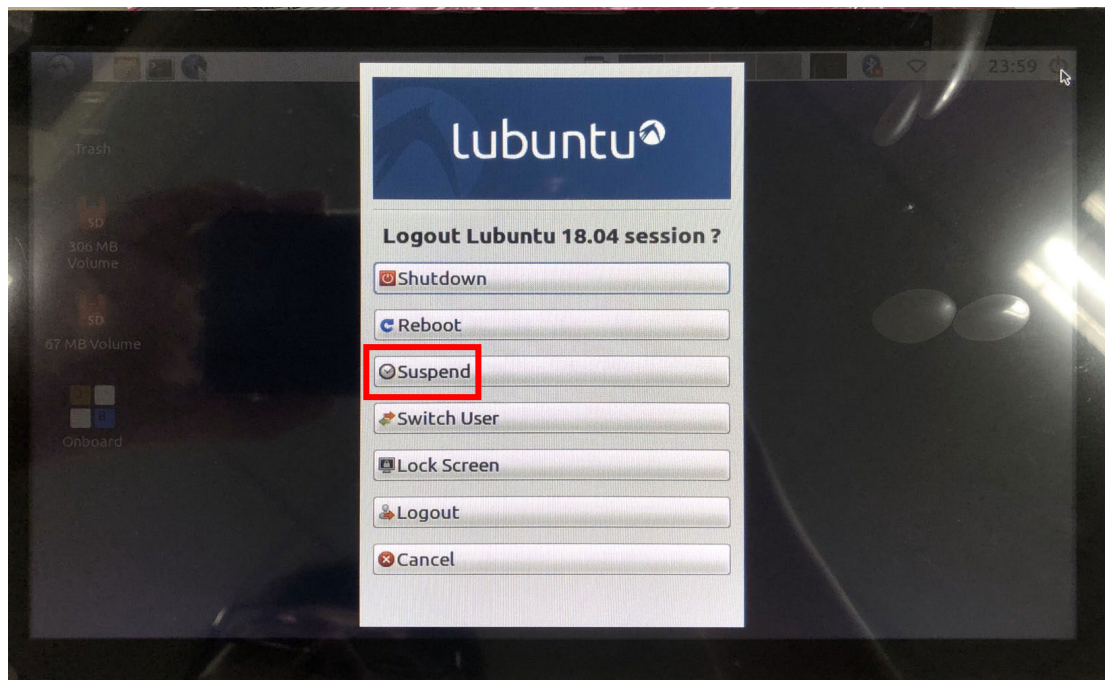 23:59
Trash
SD
306 MB
Volume
SD
67 MB Volume
Onboard
lubuntu
Logout Lubuntu 18.04 session ?
Shutdown
Reboot
Suspend
Switch User
Lock Screen
Logout
Cancel